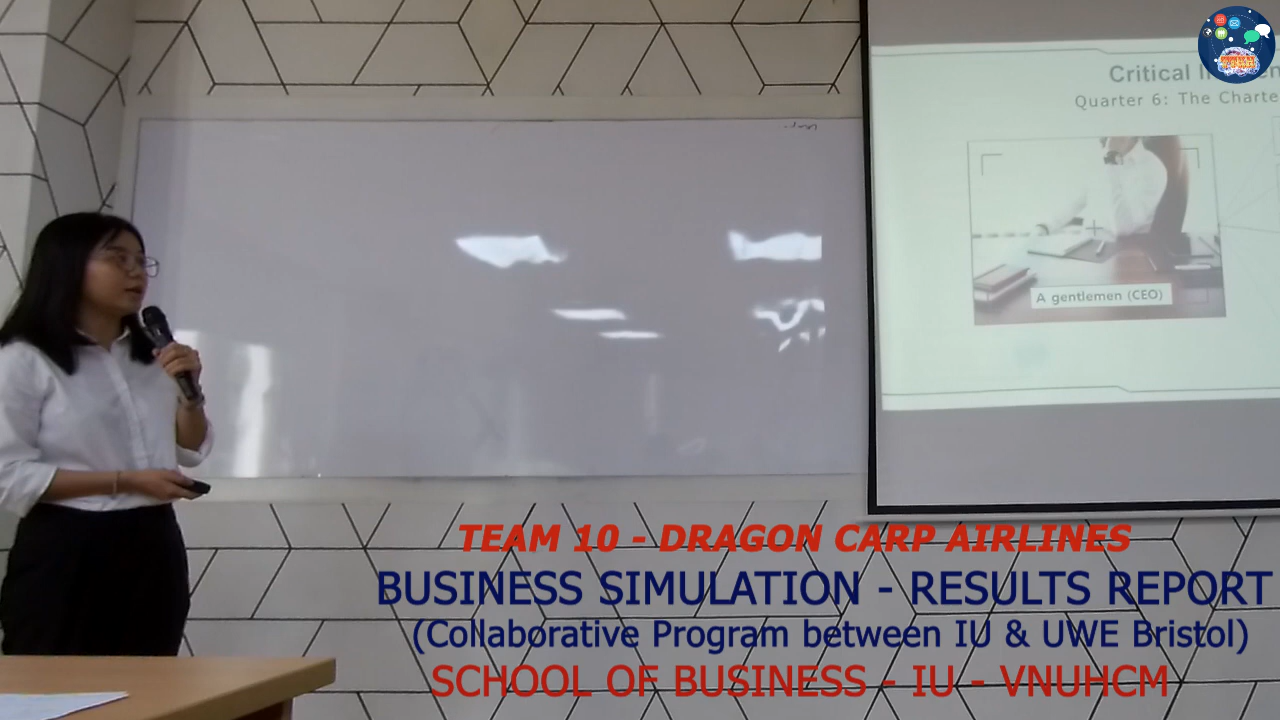 Critical
Quarter 6: The Charte
A gentlemen (CEO)
TEAM 10 - DRAGON CARP AIRLINES
BUSINESS SIMULATION - RESULTS REPORT
(Collaborative Program between IU & UWE Bristol)
SCHOOL OF BUSINESS - IU - VNUHCM